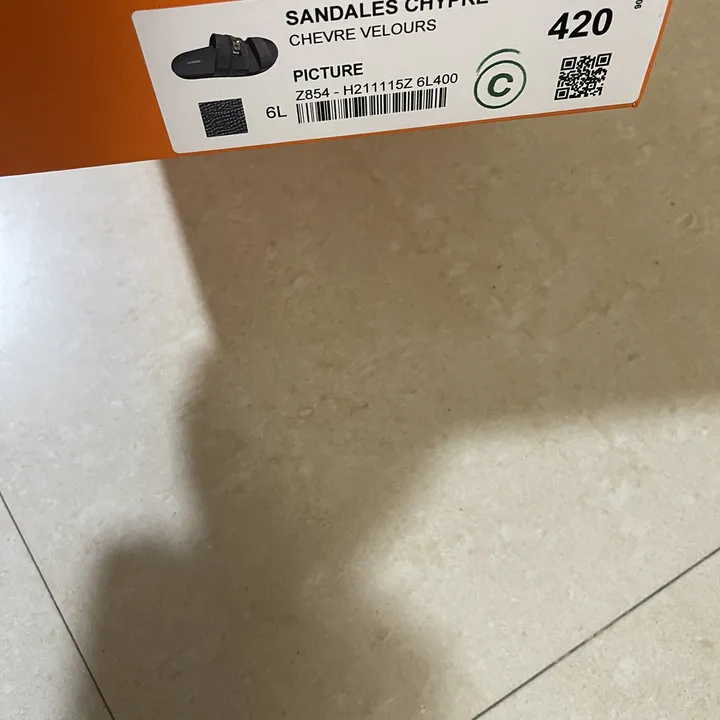 SANDALES CHYPRE
CHEVRE VELOURS
420
PICTURE
Z854 - H211115Z 6L400
6L
C